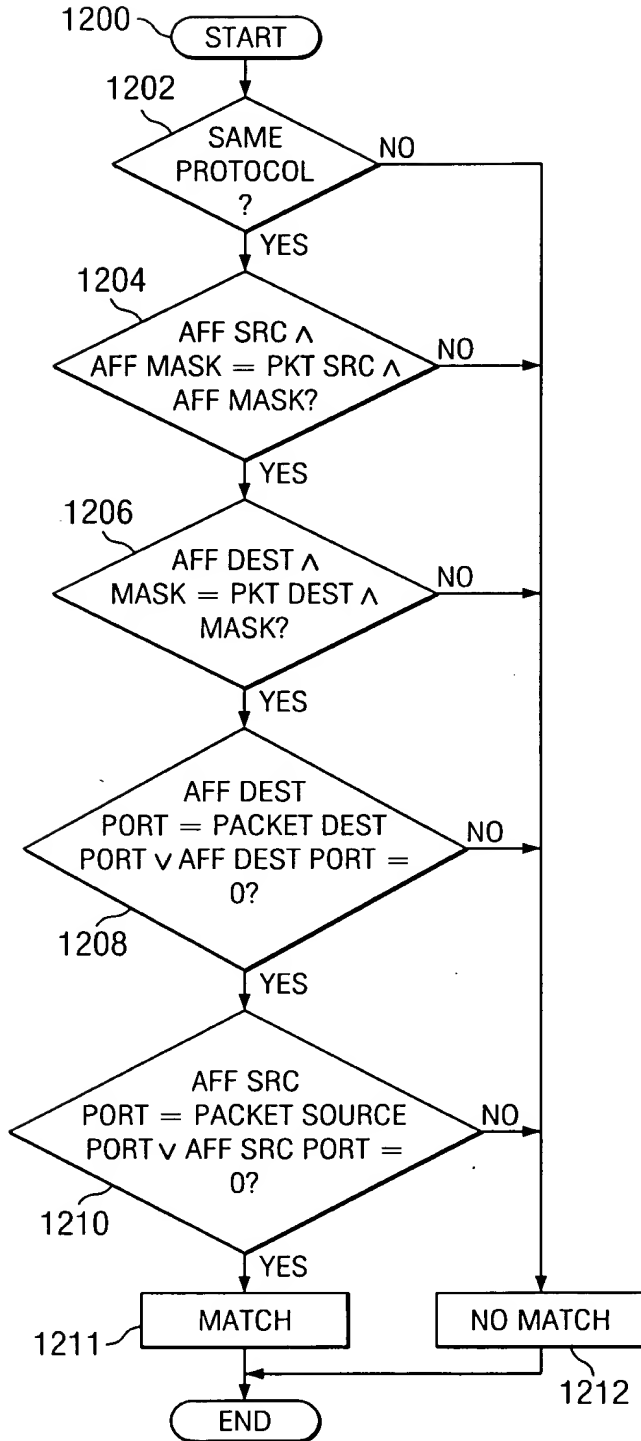 1200
START
1202
SAME
PROTOCOL
?
NO
YES
1204
AFF SRC ∧
AFF MASK = PKT SRC ∧
AFF MASK?
NO
YES
1206
AFF DEST ∧
MASK = PKT DEST ∧
MASK?
NO
YES
AFF DEST
PORT = PACKET DEST
PORT ∨ AFF DEST PORT =
0?
NO
1208
YES
AFF SRC
PORT = PACKET SOURCE
PORT ∨ AFF SRC PORT =
0?
NO
1210
YES
MATCH
NO MATCH
1211
1212
END